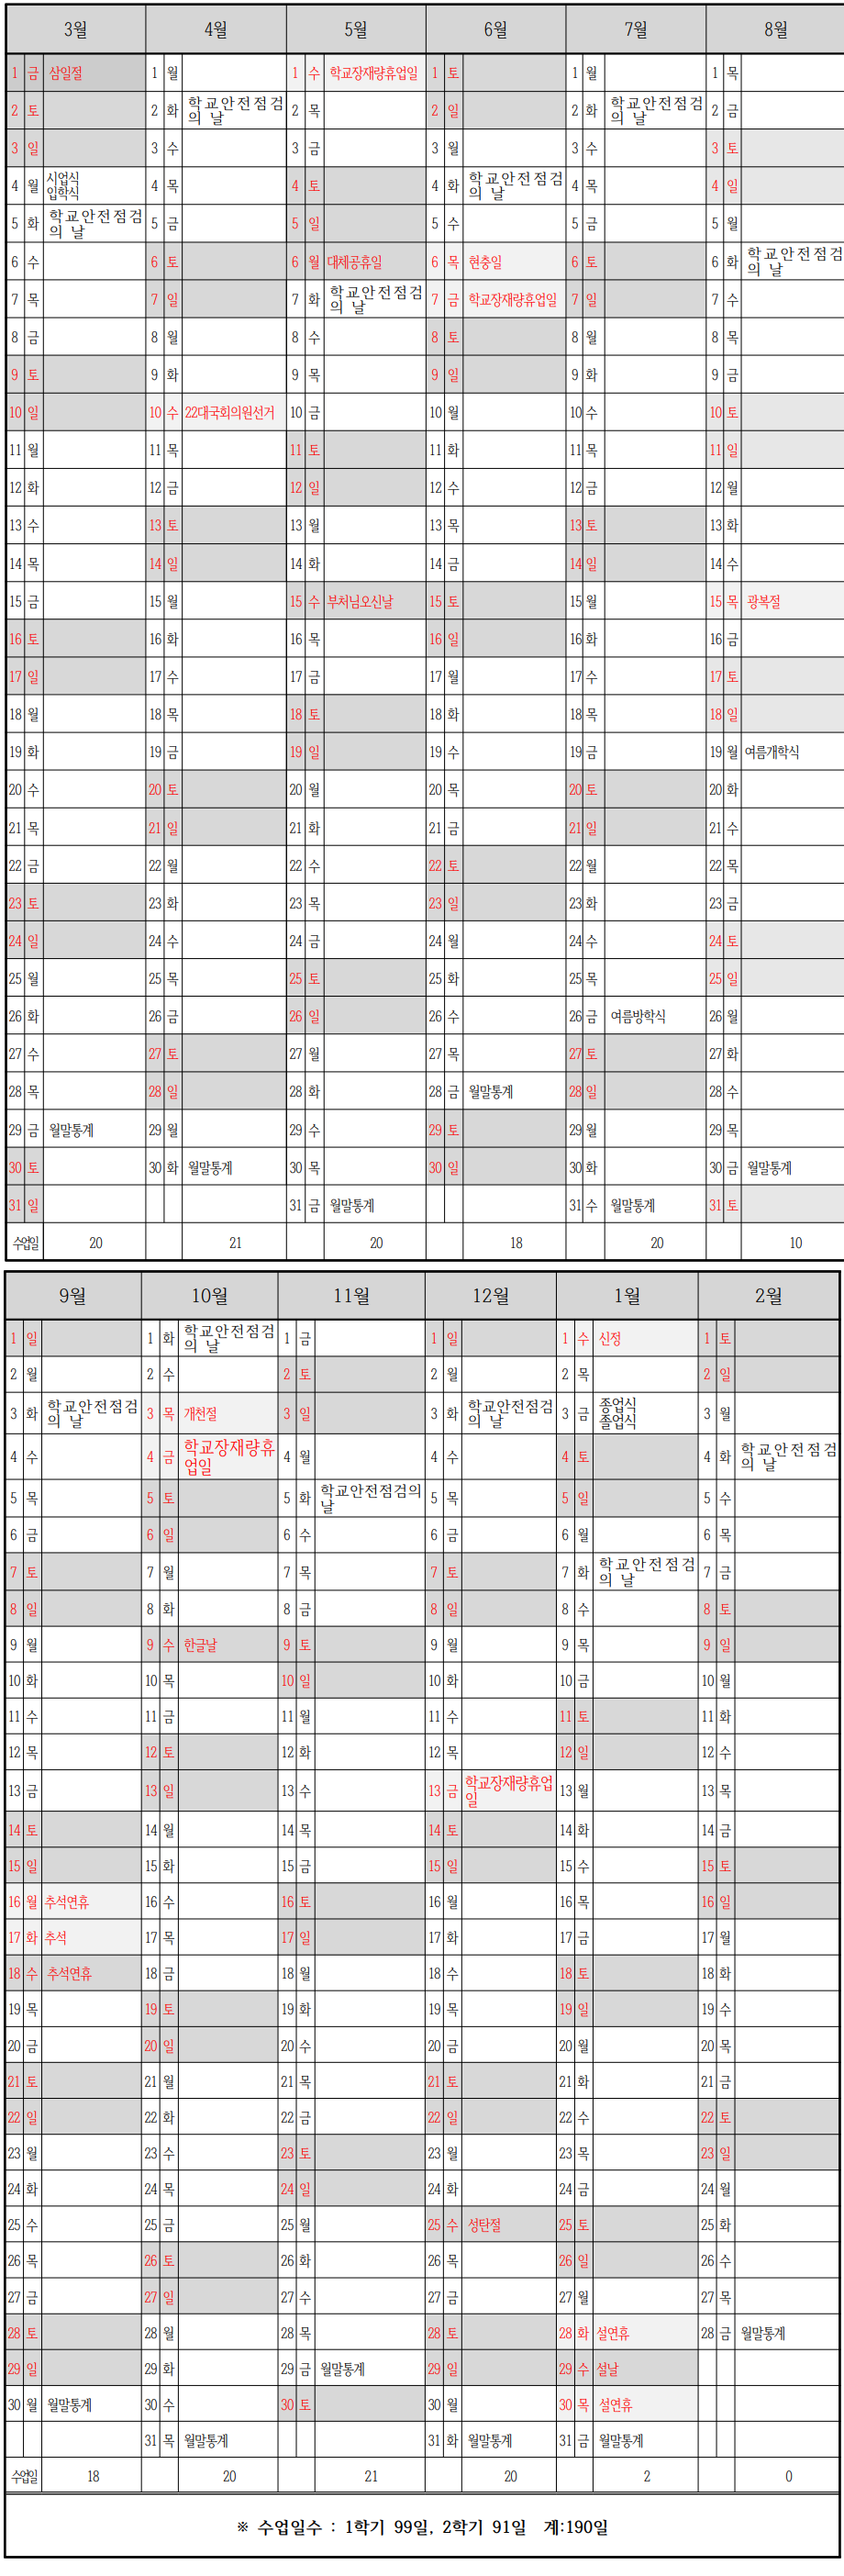 3월 4월 5월 6월 7월 8월
1 금 삼일절 1 월 1 수 학교장재량휴업일 1 토 1 월 1 목
2 토 2 화 학교안전점검의 날 2 목 2 일 2 화 학교안전점검의 날 2 금
3 일 3 수 3 금 3 월 3 수 3 토
4 월 시업식 입학식 4 목 4 토 4 화 학교안전점검의 날 4 목 4 일
5 화 학교안전점검의 날 5 금 5 일 5 수 5 금 5 월
6 수 6 토 6 월 대체공휴일 6 목 현충일 6 토 6 화 학교안전점검의 날
7 목 7 일 7 화 학교안전점검의 날 7 금 학교장재량휴업일 7 일 7 수
8 금 8 월 8 수 8 토 8 월 8 목
9 토 9 화 9 목 9 일 9 화 9 금
10 일 10 수 22대국회의원선거 10 금 10 월 10 수 10 토
11 월 11 목 11 토 11 화 11 목 11 일
12 화 12 금 12 일 12 수 12 금 12 월
13 수 13 토 13 월 13 목 13 토 13 화
14 목 14 일 14 화 14 금 14 일 14 수
15 금 15 월 15 수 부처님오신날 15 토 15 월 15 목 광복절
16 토 16 화 16 목 16 일 16 화 16 금
17 일 17 수 17 금 17 월 17 수 17 토
18 월 18 목 18 토 18 화 18 목 18 일
19 화 19 금 19 일 19 수 19 금 19 월 여름개학식
20 수 20 토 20 월 20 목 20 토 20 화
21 목 21 일 21 화 21 금 21 일 21 수
22 금 22 월 22 수 22 토 22 월 22 목
23 토 23 화 23 목 23 일 23 화 23 금
24 일 24 수 24 금 24 월 24 수 24 토
25 월 25 목 25 토 25 화 25 목 25 일
26 화 26 금 26 일 26 수 26 금 여름방학식 26 월
27 수 27 토 27 월 27 목 27 토 27 화
28 목 28 일 28 화 28 금 월말통계 28 일 28 수
29 금 월말통계 29 월 29 수 29 토 29 월 29 목
30 토 30 화 월말통계 30 목 30 일 30 화 30 금 월말통계
31 일 31 금 월말통계 31 수 월말통계 31 토
수업일 20 21 20 18 20 10
9월 10월 11월 12월 1월 2월
1 일 1 화 학교안전점검의 날 1 금 1 일 1 수 신정 1 토
2 월 2 수 2 토 2 월 2 목 2 일
3 화 학교안전점검의 날 3 목 개천절 3 일 3 화 학교안전점검의 날 3 금 종업식 졸업식 3 월
4 수 4 금 학교장재량휴업일 4 월 4 수 4 토 4 화 학교안전점검의 날
5 목 5 토 5 화 학교안전점검의 날 5 목 5 일 5 수
6 금 6 일 6 수 6 금 6 월 6 목
7 토 7 월 7 목 7 토 7 화 학교안전점검의 날 7 금
8 일 8 화 8 금 8 일 8 수 8 토
9 월 9 수 한글날 9 토 9 월 9 목 9 일
10 화 10 목 10 일 10 화 10 금 10 월
11 수 11 금 11 월 11 수 11 토 11 화
12 목 12 토 12 화 12 목 12 일 12 수
13 금 13 일 13 수 13 금 학교장재량휴업일 13 월 13 목
14 토 14 월 14 목 14 토 14 화 14 금
15 일 15 화 15 금 15 일 15 수 15 토
16 월 추석연휴 16 수 16 토 16 월 16 목 16 일
17 화 추석 17 목 17 일 17 화 17 금 17 월
18 수 추석연휴 18 금 18 월 18 수 18 토 18 화
19 목 19 토 19 화 19 목 19 일 19 수
20 금 20 일 20 수 20 금 20 월 20 목
21 토 21 월 21 목 21 토 21 화 21 금
22 일 22 화 22 금 22 일 22 수 22 토
23 월 23 수 23 토 23 월 23 목 23 일
24 화 24 목 24 일 24 화 24 금 24 월
25 수 25 금 25 월 25 수 성탄절 25 토 25 화
26 목 26 토 26 화 26 목 26 일 26 수
27 금 27 일 27 수 27 금 27 월 27 목
28 토 28 월 28 목 28 토 28 화 설연휴 28 금 월말통계
29 일 29 화 29 금 월말통계 29 일 29 수 설날
30 월 월말통계 30 수 30 토 30 월 30 목 설연휴
31 목 월말통계 31 화 월말통계 31 금 월말통계
수업일 18 20 21 20 2 0
※ 수업일수 : 1학기 99일, 2학기 91일 계:190일